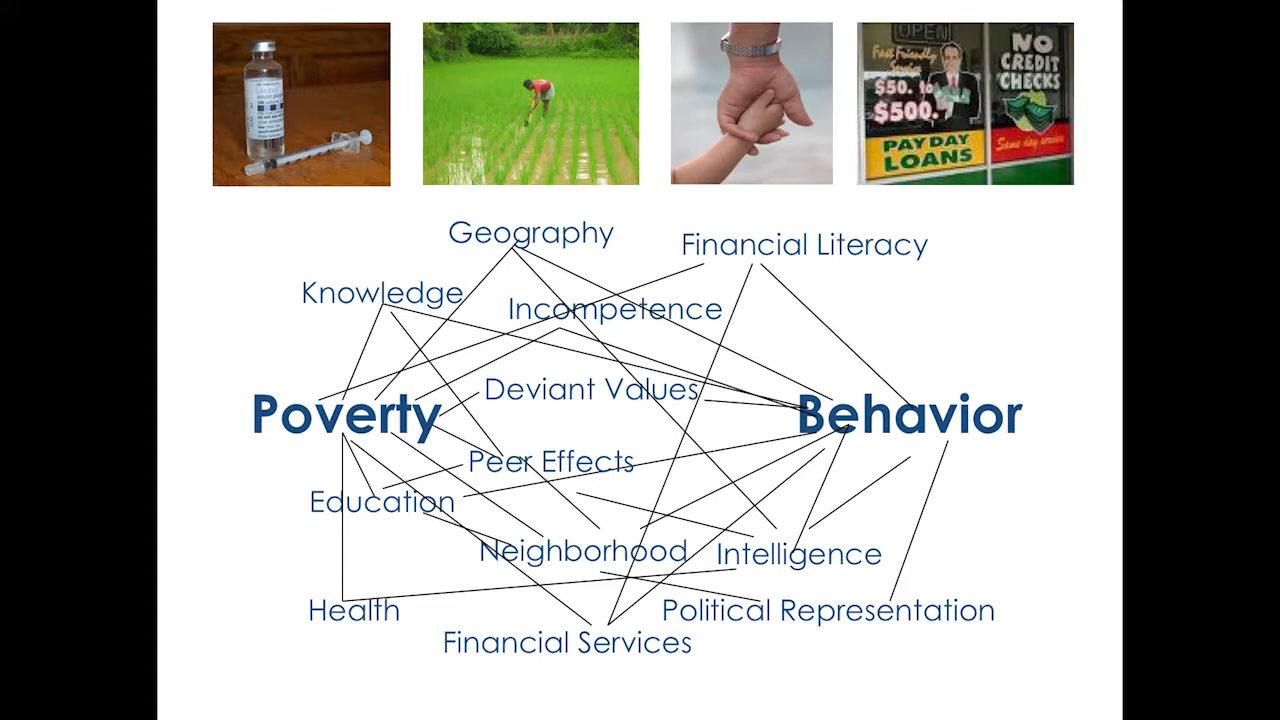 OPEN
Fast Friendly
Service
$50. to
$500.
PAYDAY
LOANS
NO
CREDIT
CHECKS
Same day service
Geography
Financial Literacy
Knowledge
Incompetence
Deviant Values
Poverty
Behavior
Peer Effects
Education
Neighborhood
Intelligence
Health
Political Representation
Financial Services